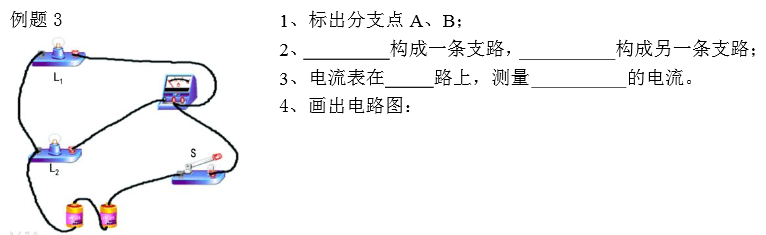 例题 3
1、标出分支点 A、B；
2、_________构成一条支路，__________构成另一条支路；
3、电流表在_____路上，测量__________的电流。
4、画出电路图：
L1
S
L2